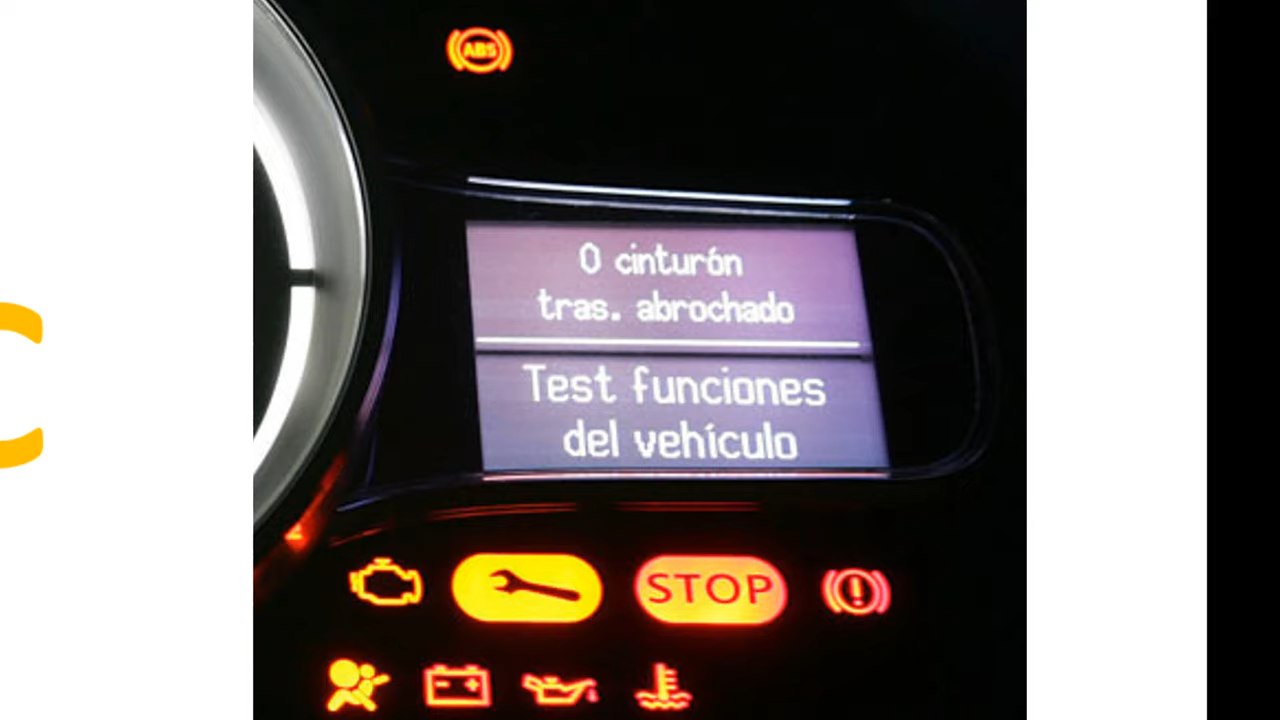 ABS
0 cinturón
tras. abrochado
Test funciones
del vehículo
STOP